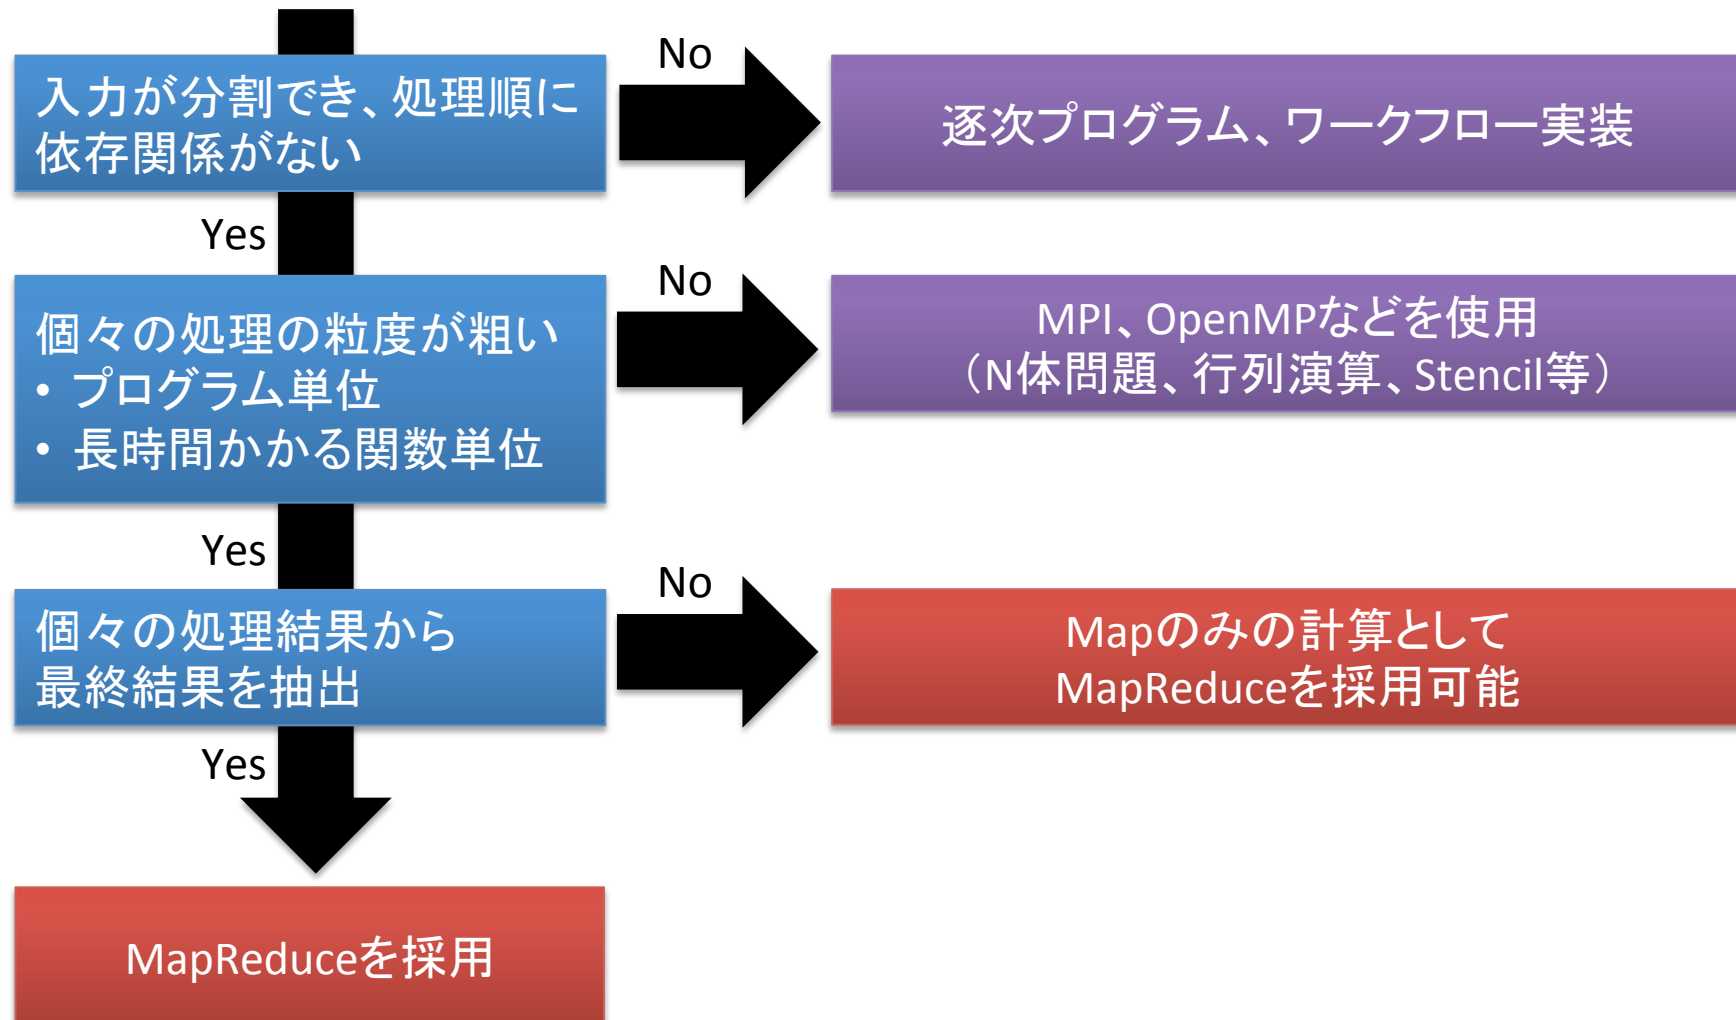 入力が分割でき、処理順に
依存関係がない
No
逐次プログラム、ワークフロー実装
Yes
個々の処理の粒度が粗い
• プログラム単位
• 長時間かかる関数単位
No
MPI、OpenMPなどを使用
（N体問題、行列演算、Stencil等）
Yes
個々の処理結果から
最終結果を抽出
No
Mapのみの計算として
MapReduceを採用可能
Yes
MapReduceを採用